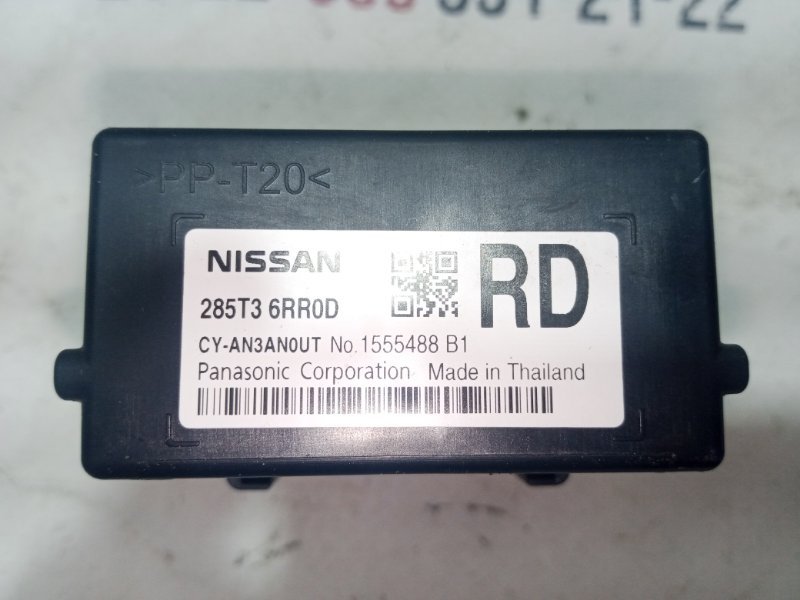 >PP-T20<
NISSAN
RD
285T3 6RR0D
CY-AN3AN0UT No.1555488 B1
Panasonic Corporation Made in Thailand